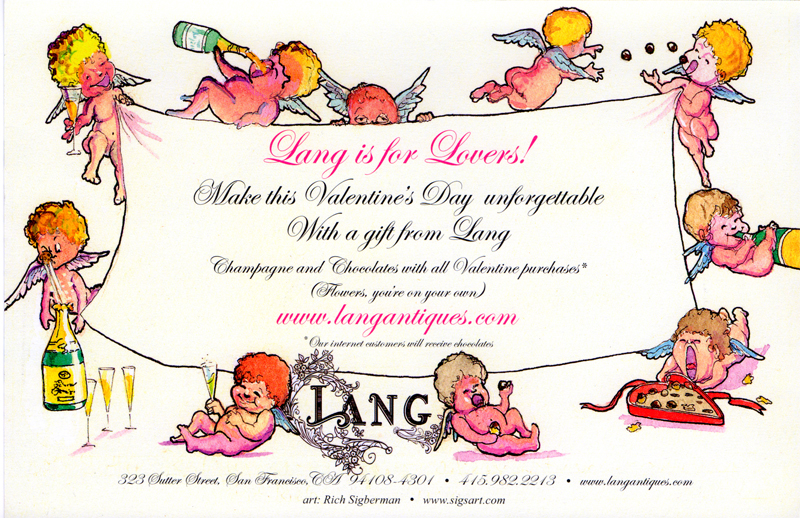 Lang is for Lovers!
Make this Valentine's Day unforgettable
With a gift from Lang
Champagne and Chocolates with all Valentine purchases*
(Flowers, you're on your own)
www.langantiques.com
*Our internet customers will receive chocolates
LANG
323 Sutter Street, San Francisco, CA 94108-4301 • 415.982.2213 • www.langantiques.com
art: Rich Sigberman • www.sigsart.com